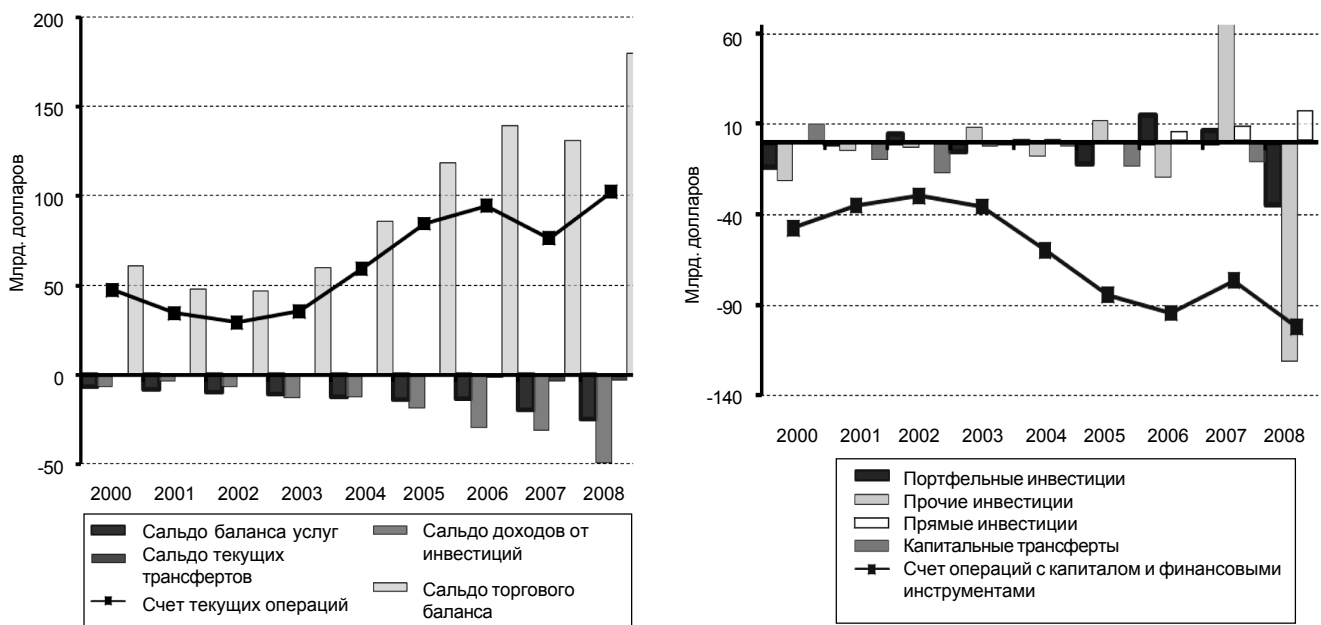 Млрд. долларов
200
150
100
50
0
-50
2000 2001 2002 2003 2004 2005 2006 2007 2008
Сальдо баланса услуг
Сальдо текущих
трансфертов
Счет текущих операций
Сальдо доходов от
инвестиций
Сальдо торгового
баланса
Млрд. долларов
60
10
-40
-90
-140
2000 2001 2002 2003 2004 2005 2006 2007 2008
Портфельные инвестиции
Прочие инвестиции
Прямые инвестиции
Капитальные трансферты
Счет операций с капиталом и финансовыми
инструментами